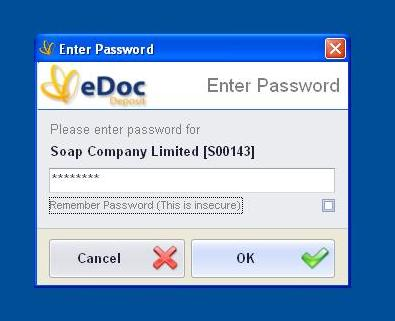 Enter Password
eDoc
Deposit
Enter Password
Please enter password for
Soap Company Limited [S00143]
********
Remember Password (This is insecure)
Cancel
OK